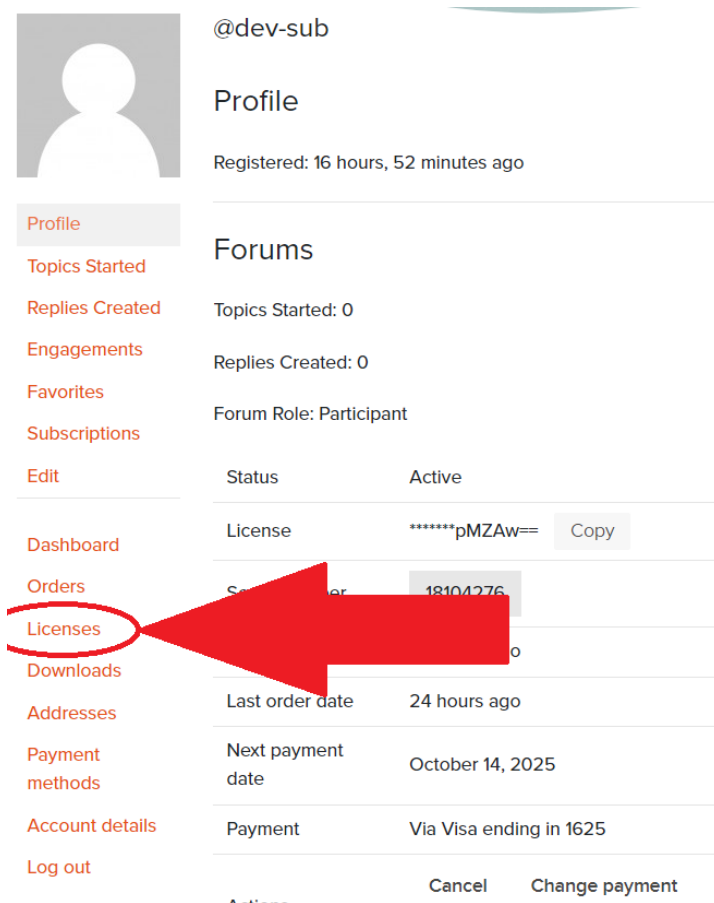 @dev-sub
Profile
Registered: 16 hours, 52 minutes ago
Profile
Topics Started
Replies Created
Engagements
Favorites
Subscriptions
Edit
Dashboard
Orders
Licenses
Downloads
Addresses
Payment
methods
Account details
Log out
Forums
Topics Started: 0
Replies Created: 0
Forum Role: Participant
Status Active
License *******pMZAw== Copy
18104276
Last order date 24 hours ago
Next payment
date
October 14, 2025
Payment Via Visa ending in 1625
Cancel Change payment